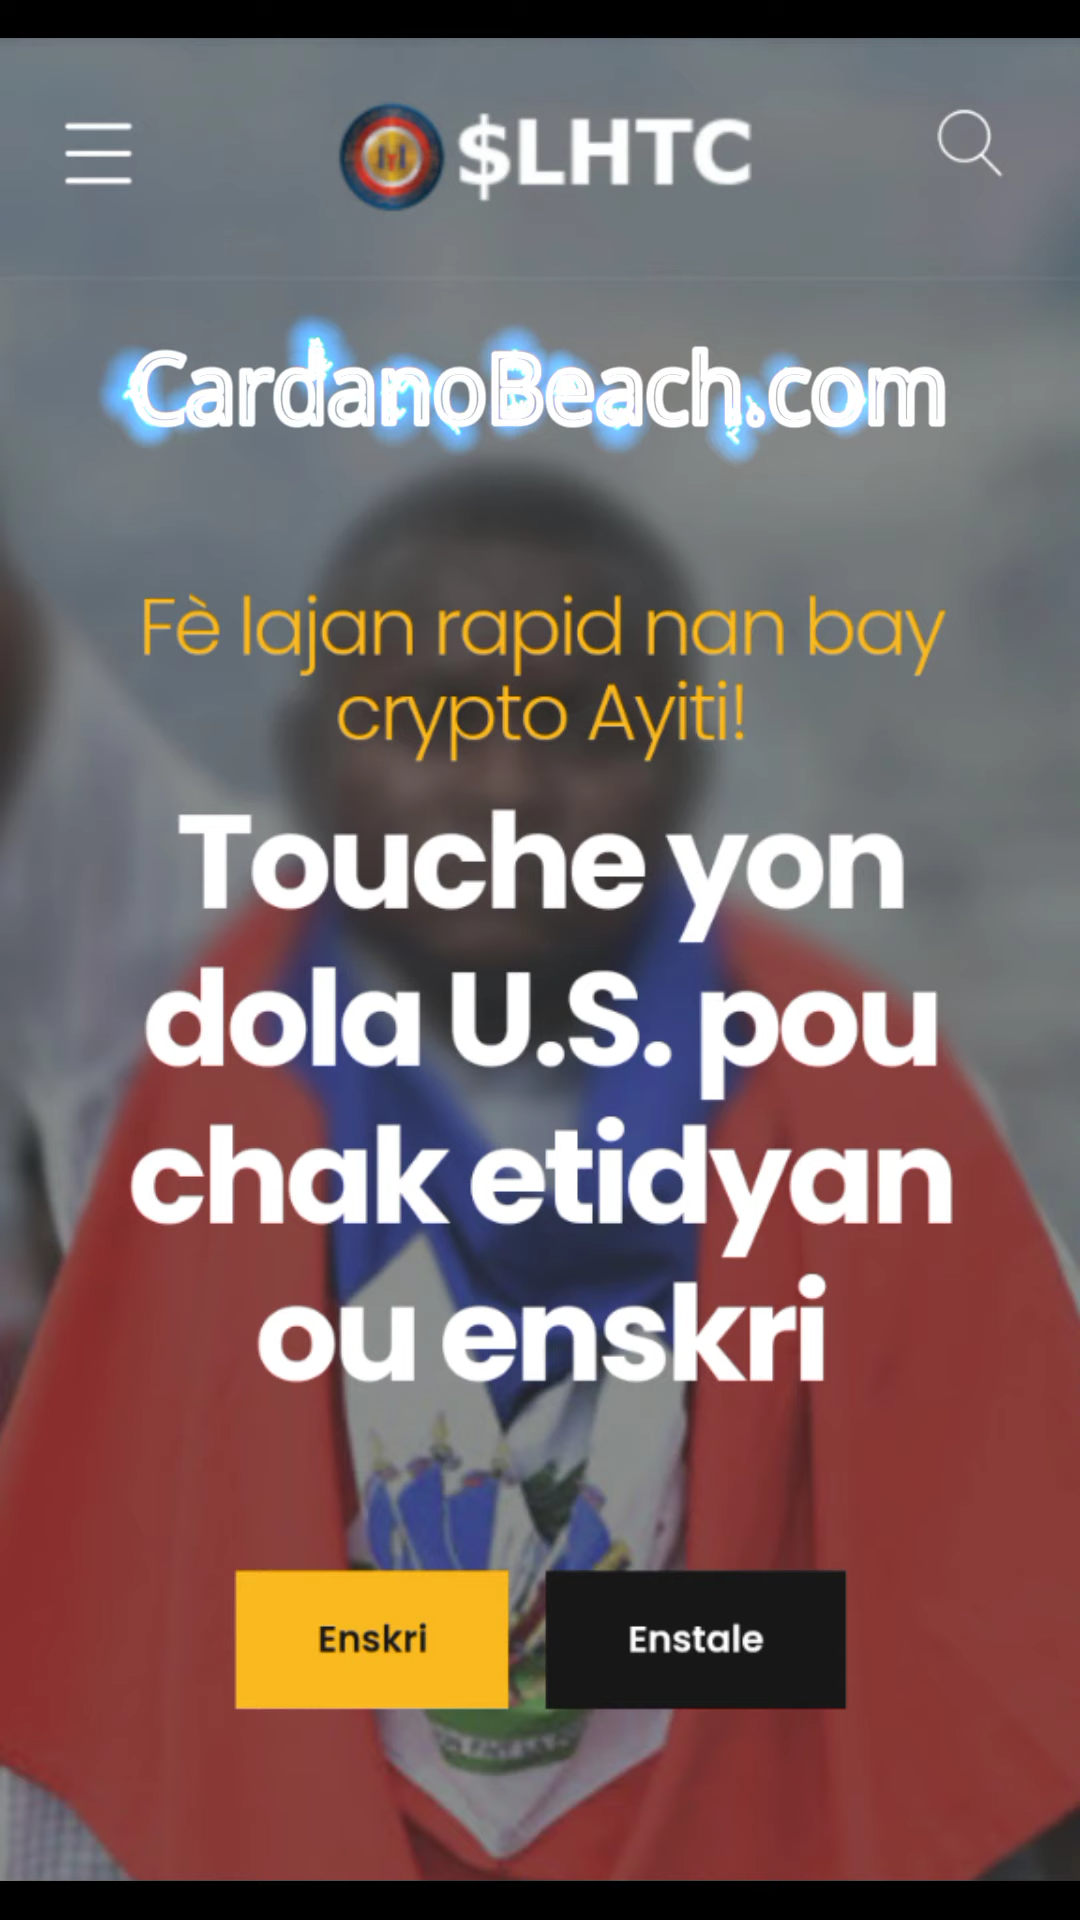 $LHTC
CardanoBeach.com
Fè lajan rapid nan bay
crypto Ayiti!
Touche yon
dola U.S. pou
chak etidyan
ou enskri
Enskri
Enstale